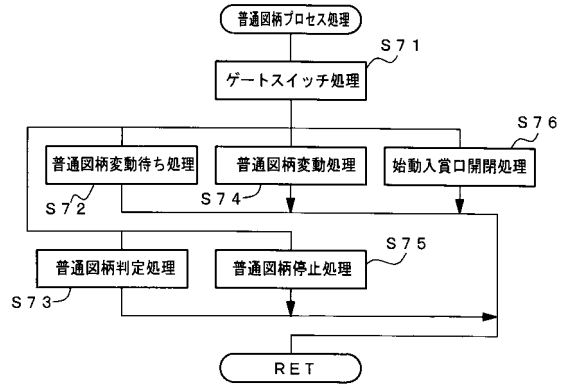 普通図柄プロセス処理
S71
ゲートスイッチ処理
S76
普通図柄変動待ち処理
普通図柄変動処理
始動入賞口開閉処理
S72
S74
普通図柄判定処理
普通図柄停止処理
S75
S73
RET